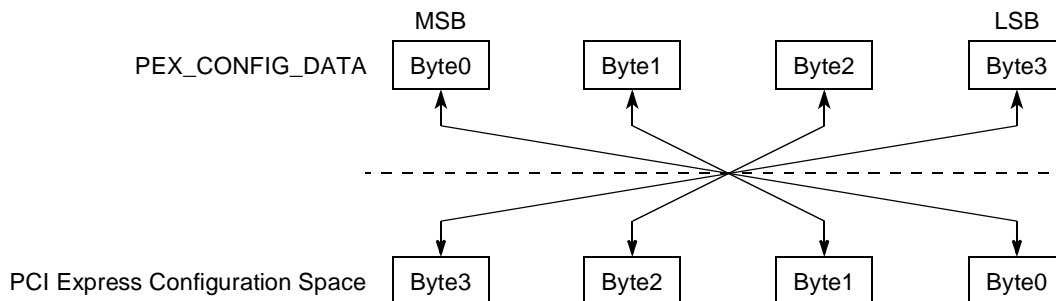 MSB LSB
PEX_CONFIG_DATA Byte0 Byte1 Byte2 Byte3
PCI Express Configuration Space Byte3 Byte2 Byte1 Byte0